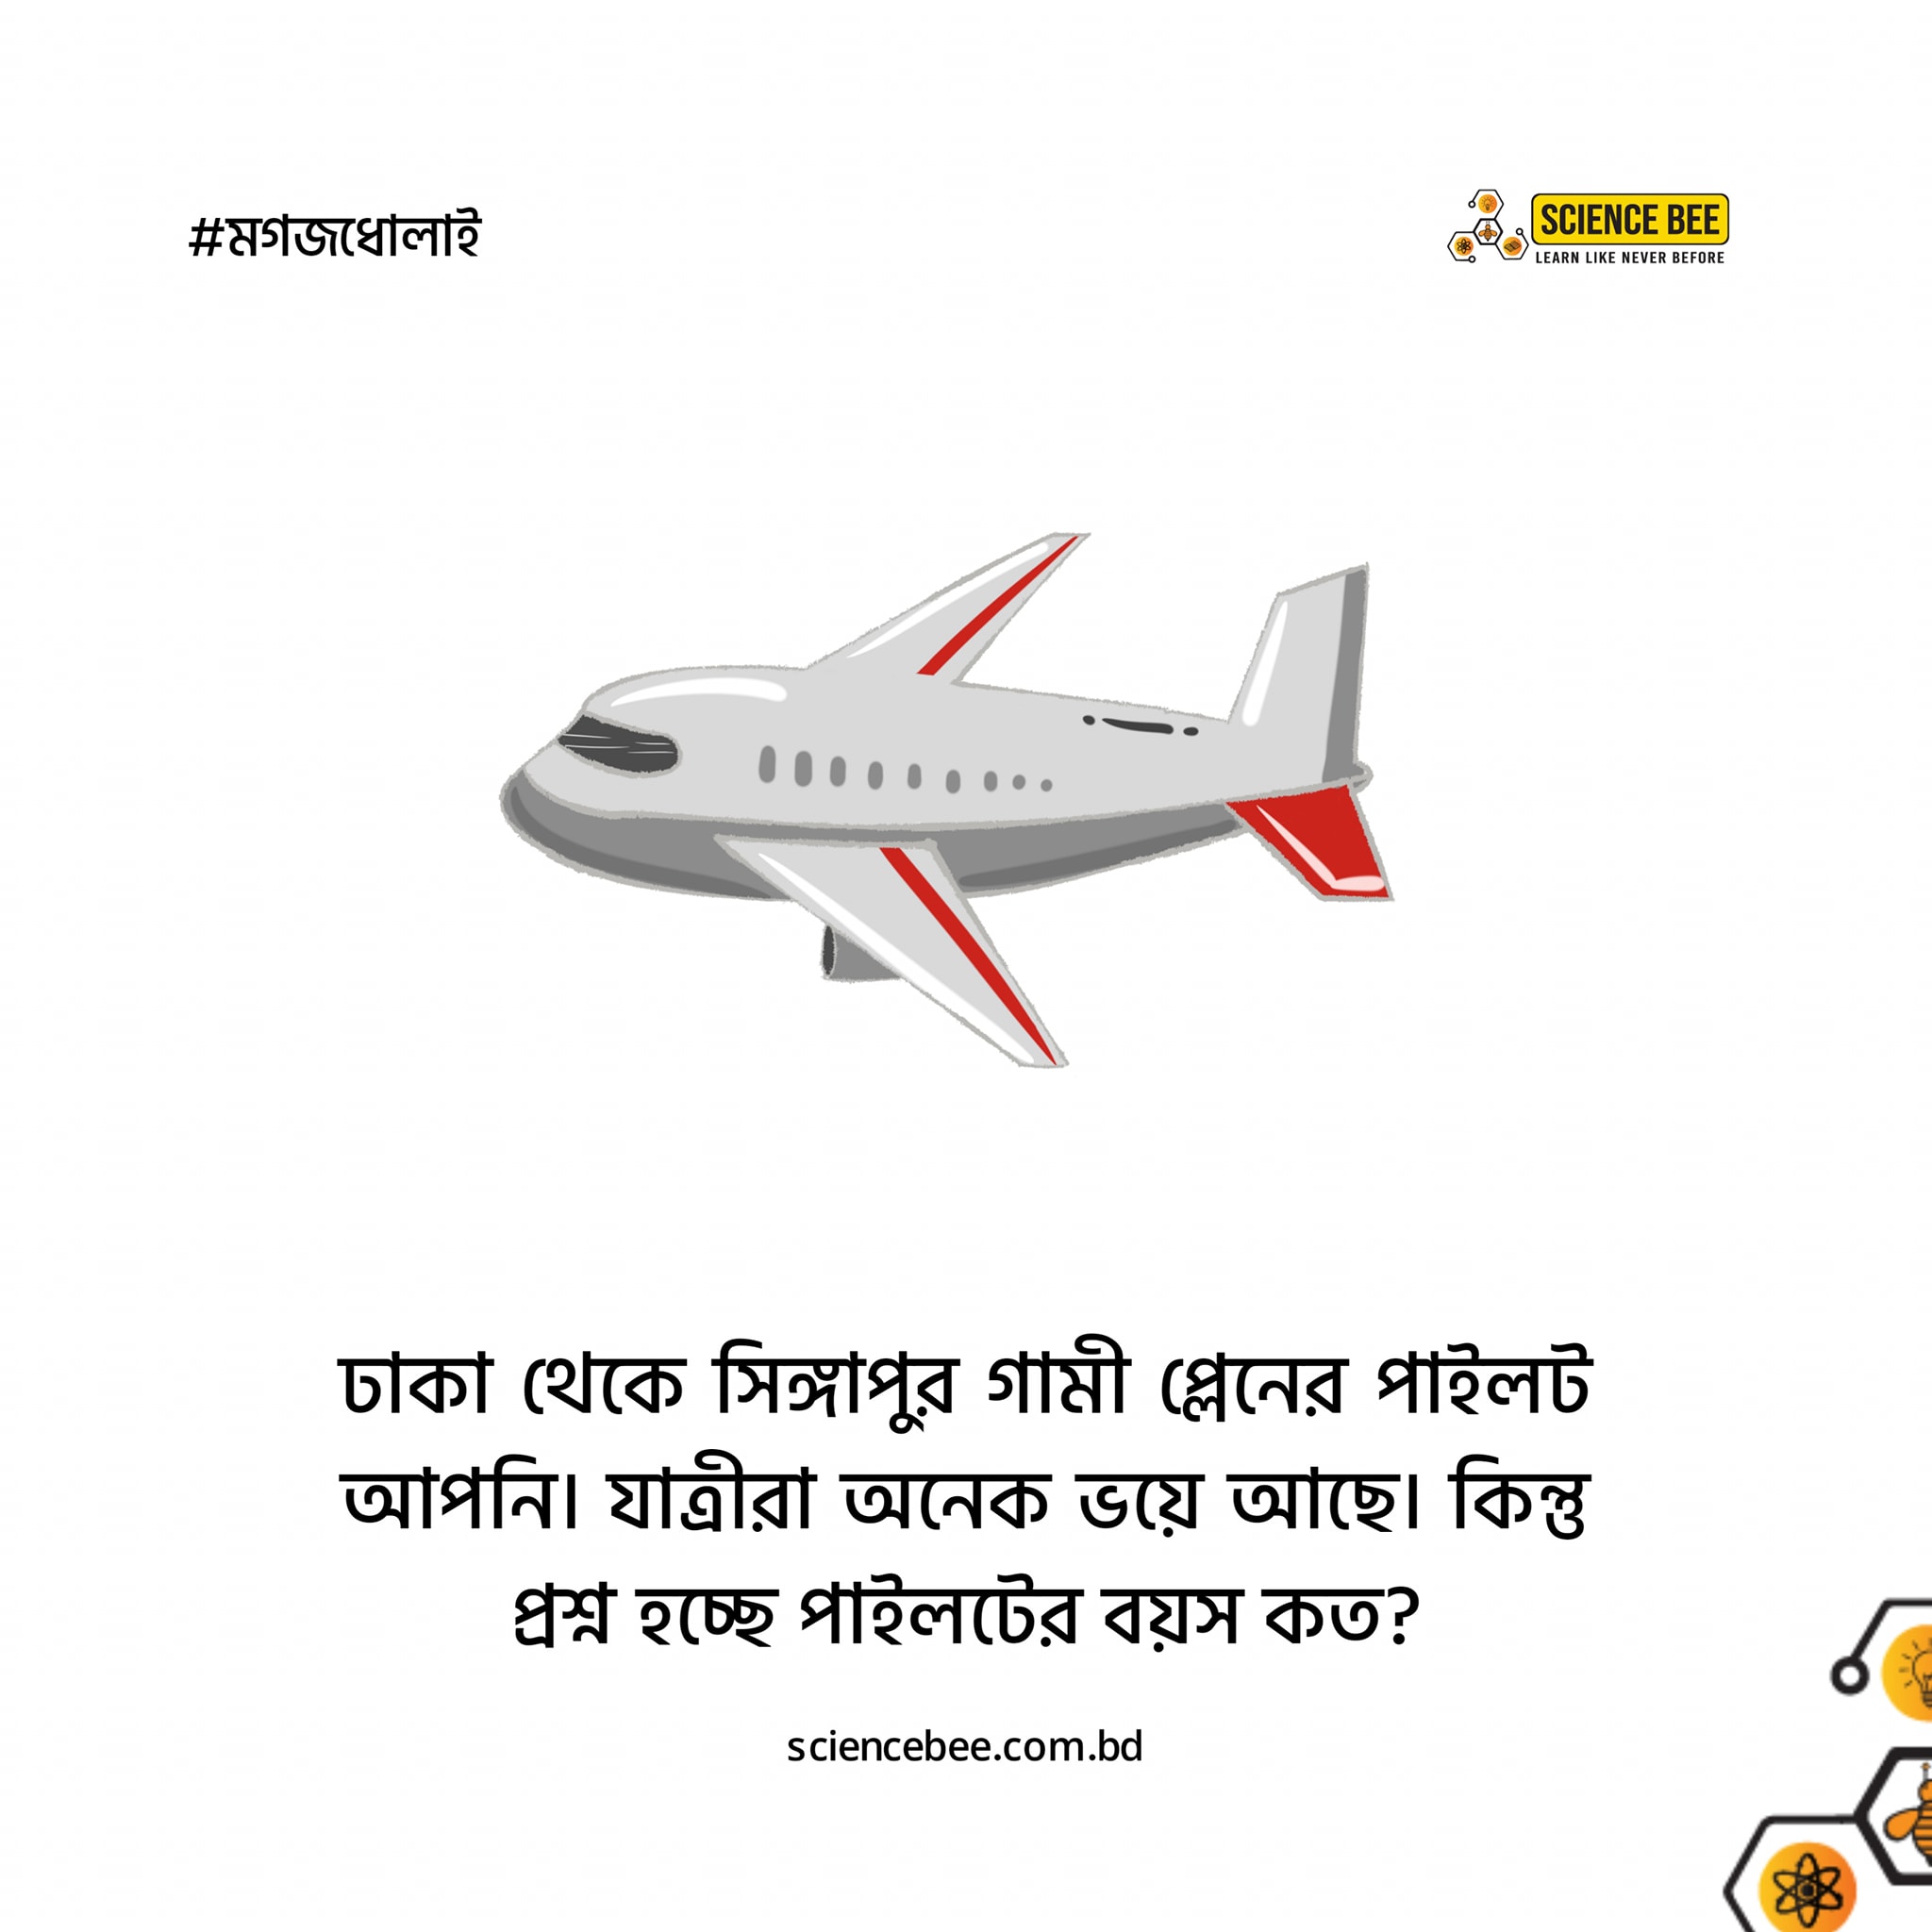 #মগজধোলাই
SCIENCE BEE
LEARN LIKE NEVER BEFORE
ঢাকা থেকে সিঙ্গাপুর গামী প্লেনের পাইলট
আপনি। যাত্রীরা অনেক ভয়ে আছে। কিন্তু
প্রশ্ন হচ্ছে পাইলটের বয়স কত?
sciencebee.com.bd